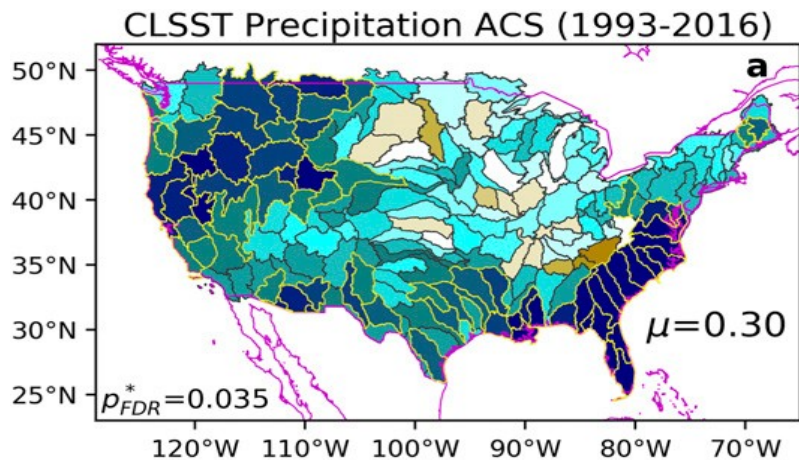 CLSST Precipitation ACS (1993-2016)
a
50°N
45°N
40°N
35°N
30°N
25°N
μ=0.30
p*FDR=0.035
120°W 110°W 100°W 90°W 80°W 70°W